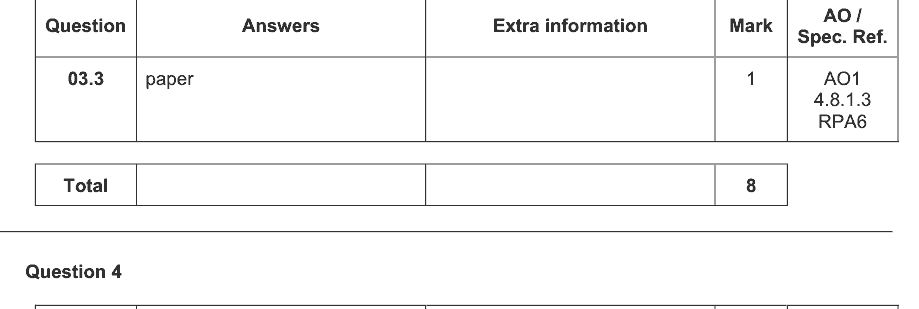 Question Answers Extra information Mark AO /
Spec. Ref.
03.3 paper 1 AO1
4.8.1.3
RPA6
Total 8
Question 4